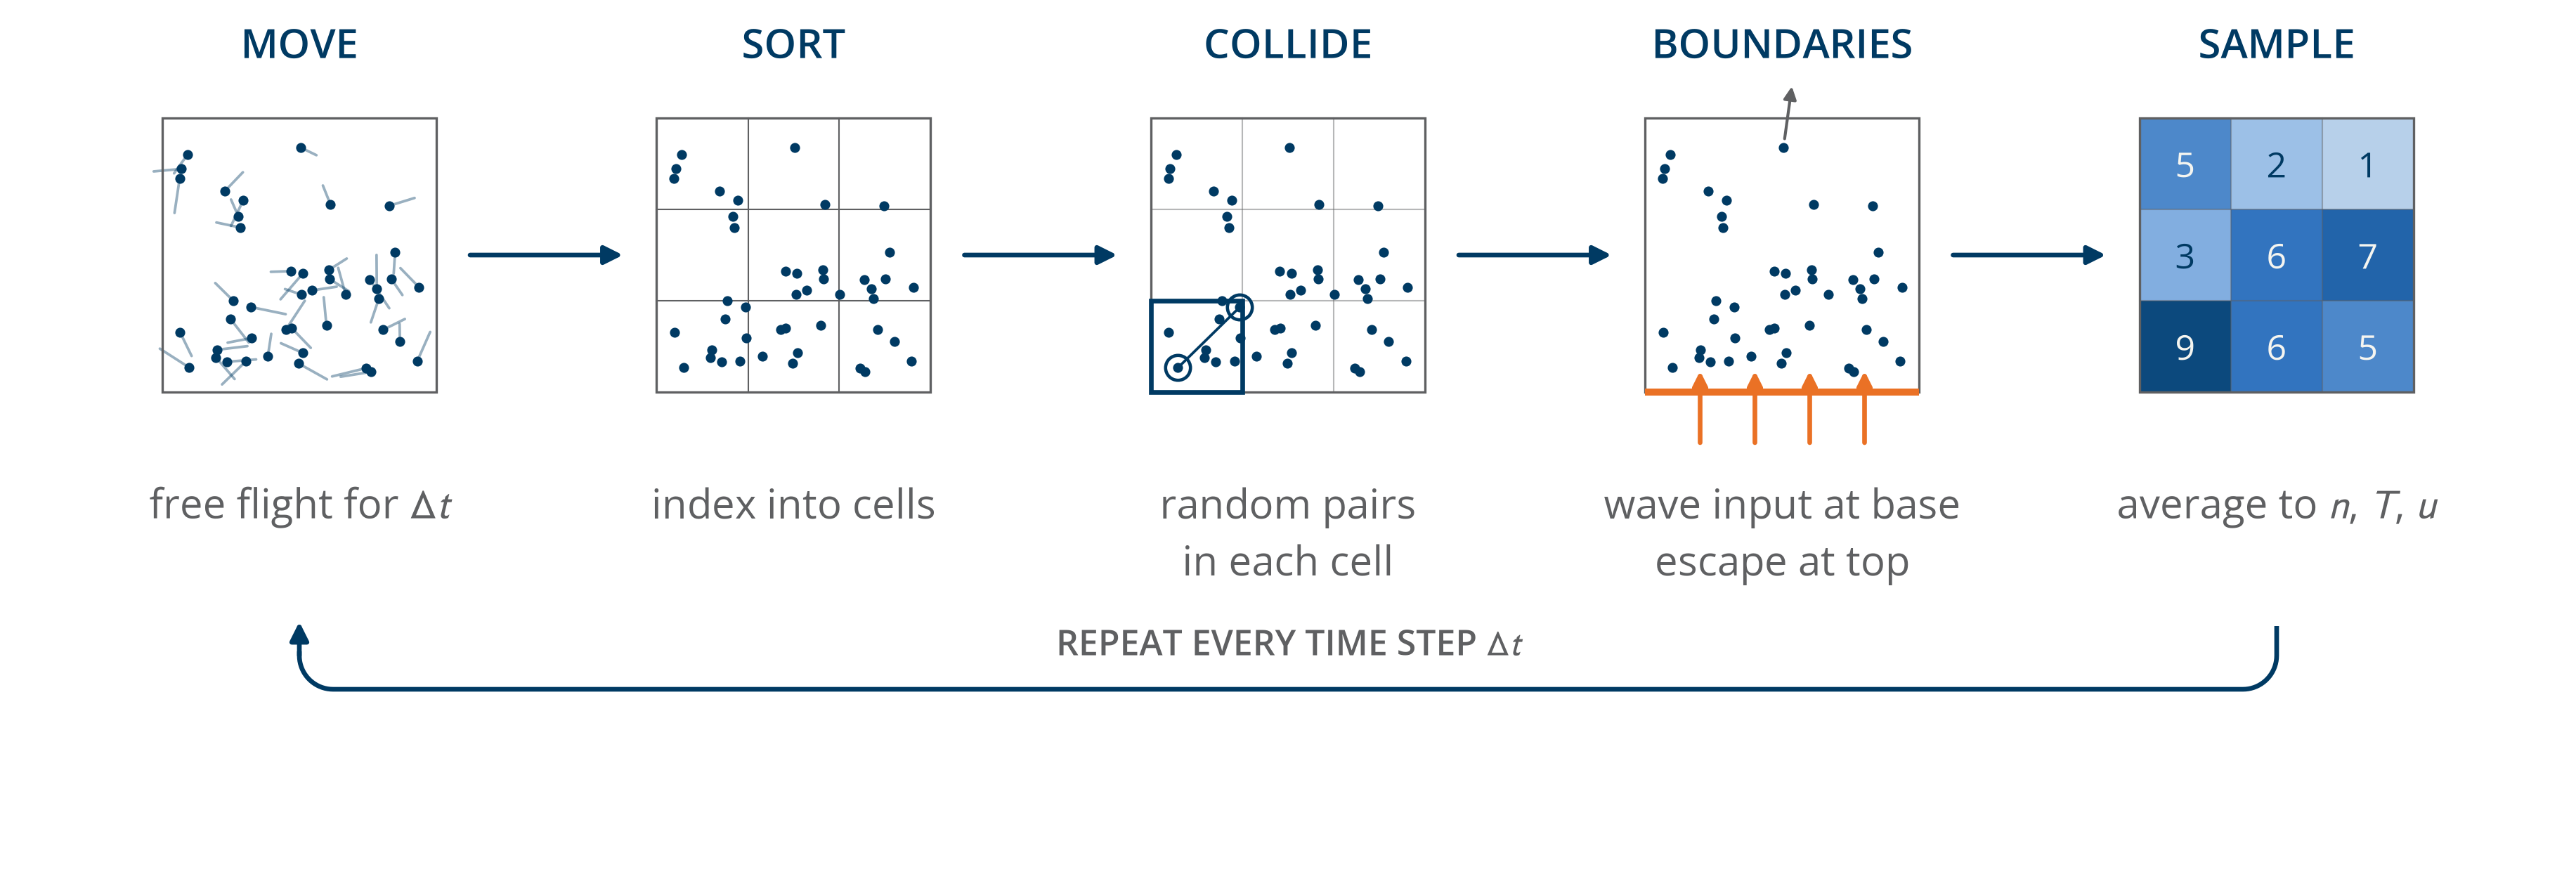 MOVE
SORT
COLLIDE
BOUNDARIES
SAMPLE
5 2 1
3 6 7
9 6 5
free flight for Δt
index into cells
random pairs
in each cell
wave input at base
escape at top
average to n, T, u
REPEAT EVERY TIME STEP Δt